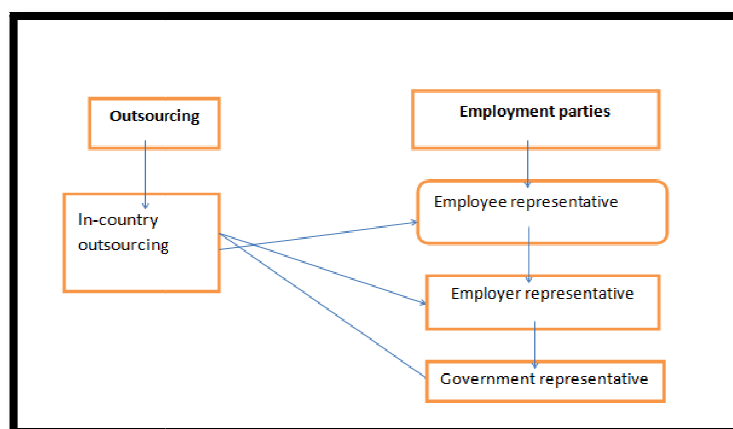 Outsourcing
Employment parties
In-country
outsourcing
Employee representative
Employer representative
Government representative